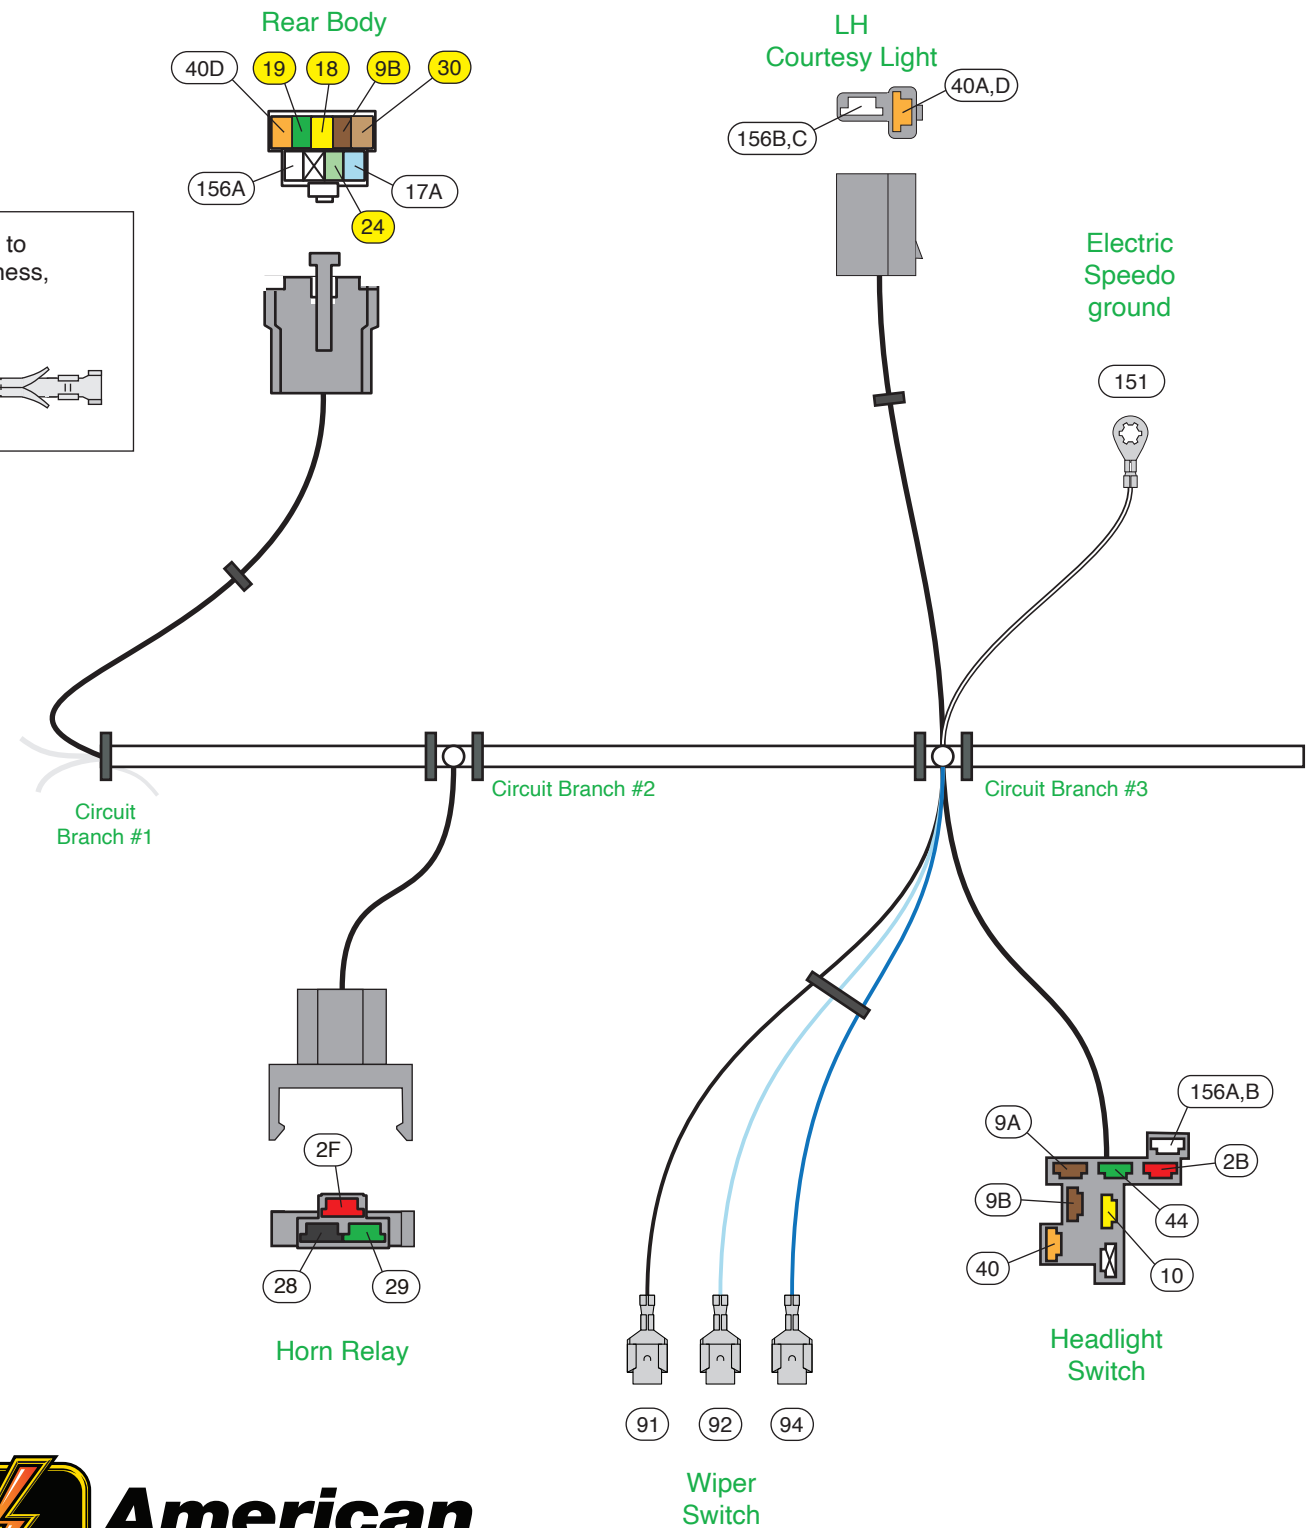 Rear Body
40D
19
18
9B
30
156A
17A
24
LH
Courtesy Light
40A,D
156B,C
to
ness,
Electric
Speedo
ground
151
Circuit
Branch #1
Circuit Branch #2
Circuit Branch #3
2F
28
29
Horn Relay
91
92
94
Wiper
Switch
156A,B
9A
2B
9B
44
40
10
Headlight
Switch
American